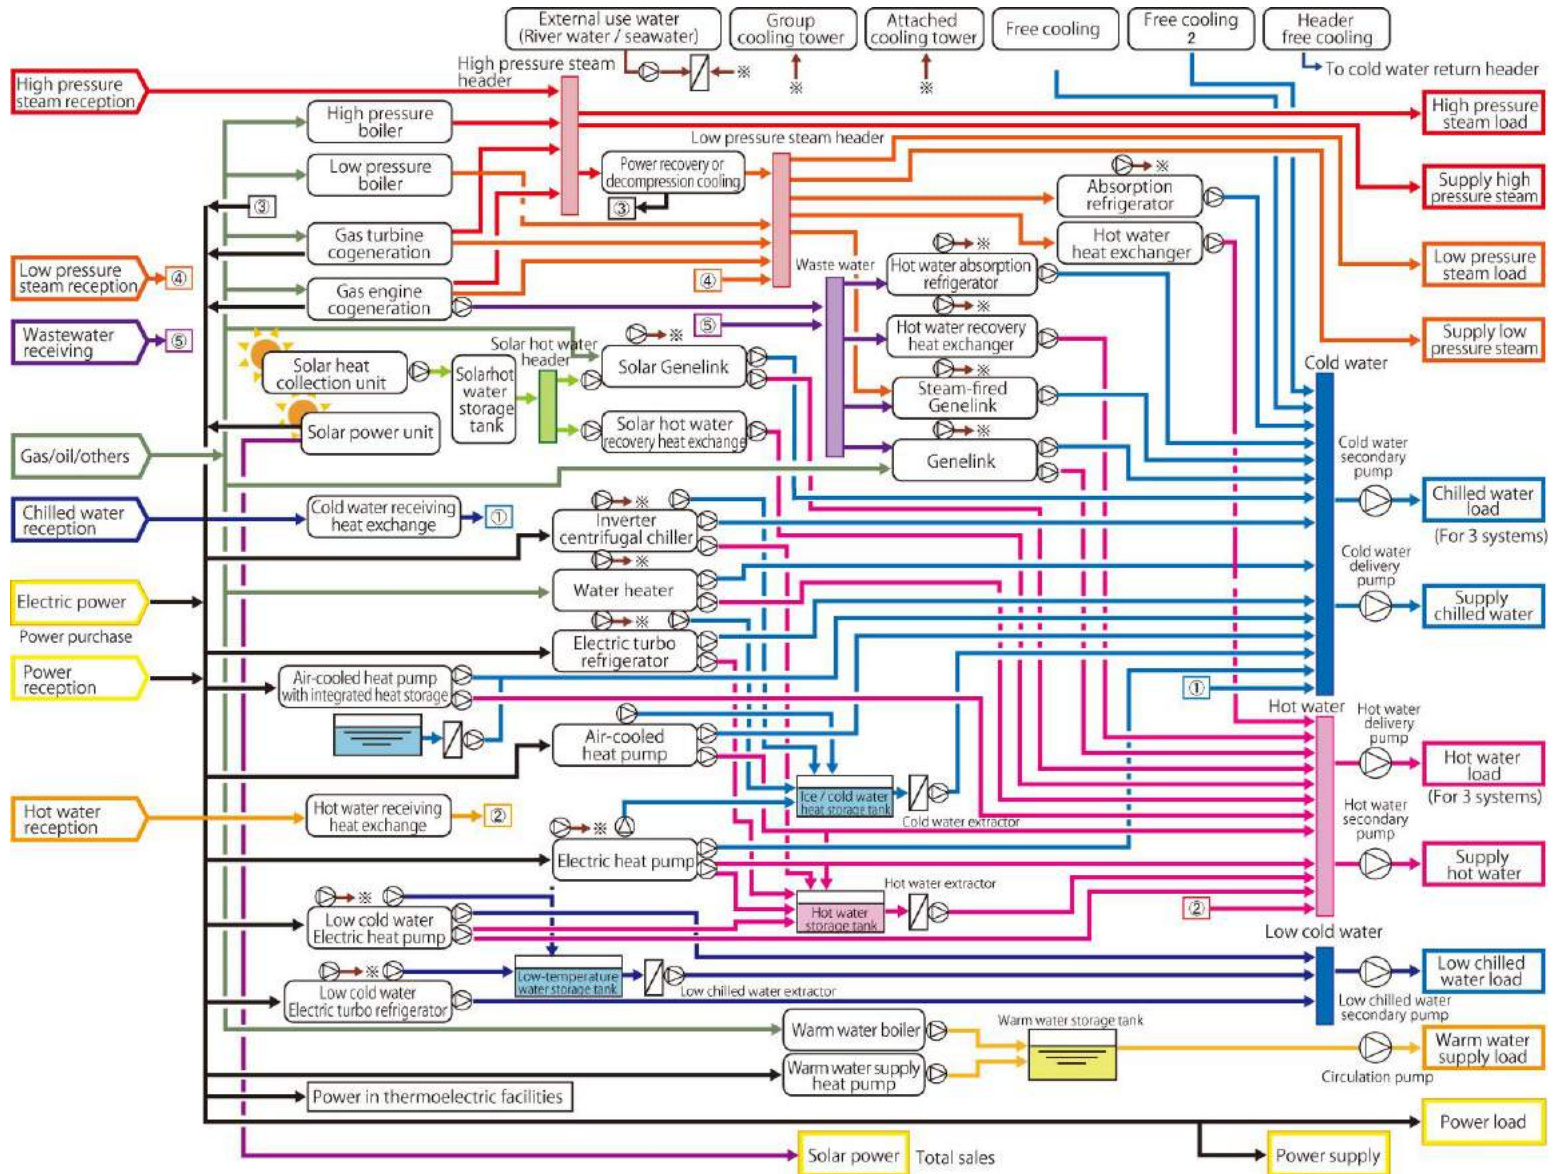 External use water
(River water / seawater)
Group
cooling tower
Attached
cooling tower
Free cooling
Free cooling
2
Header
free cooling
※
※
※
To cold water return header
High pressure steam
header
High pressure
steam reception
High pressure
boiler
Low pressure steam header
High pressure
steam load
Low pressure
boiler
Power recovery or
decompression cooling
※
Absorption
refrigerator
Supply high
pressure steam
③
③
Gas turbine
cogeneration
※
Hot water
heat exchanger
Low pressure
steam reception
④
Waste water
Hot water absorption
refrigerator
Low pressure
steam load
Gas engine
cogeneration
④
※
Wastewater
receiving
⑤
⑤
※
Hot water recovery
heat exchanger
Supply low
pressure steam
Solar hot water
header
Solar heat
collection unit
Solarhot
water
storage
tank
Solar Genelink
※
Steam-fired
Genelink
Cold water
Solar power unit
Solar hot water
recovery heat exchange
※
Genelink
Gas/oil/others
Cold water
secondary
pump
Chilled water
reception
Cold water receiving
heat exchange
①
※
Inverter
centrifugal chiller
Chilled water
load
(For 3 systems)
※
Water heater
Cold water
delivery
pump
Electric power
Power purchase
※
Electric turbo
refrigerator
Supply
chilled water
Power
reception
Air-cooled heat pump
with integrated heat storage
①
Hot water
Hot water
delivery
pump
Air-cooled
heat pump
Hot water
load
(For 3 systems)
Ice / cold water
heat storage tank
Cold water extractor
Hot water
reception
Hot water receiving
heat exchange
②
※
Hot water
secondary
pump
Electric heat pump
Supply
hot water
Hot water extractor
※
Low cold water
Electric heat pump
Hot water
storage tank
②
Low cold water
※
Low-temperature
water storage tank
Low chilled water extractor
Low chilled
water load
Low cold water
Electric turbo refrigerator
Low chilled water
secondary pump
Warm water boiler
Warm water storage tank
Warm water
supply load
Warm water supply
heat pump
Circulation pump
Power in thermoelectric facilities
Power load
Solar power
Total sales
Power supply